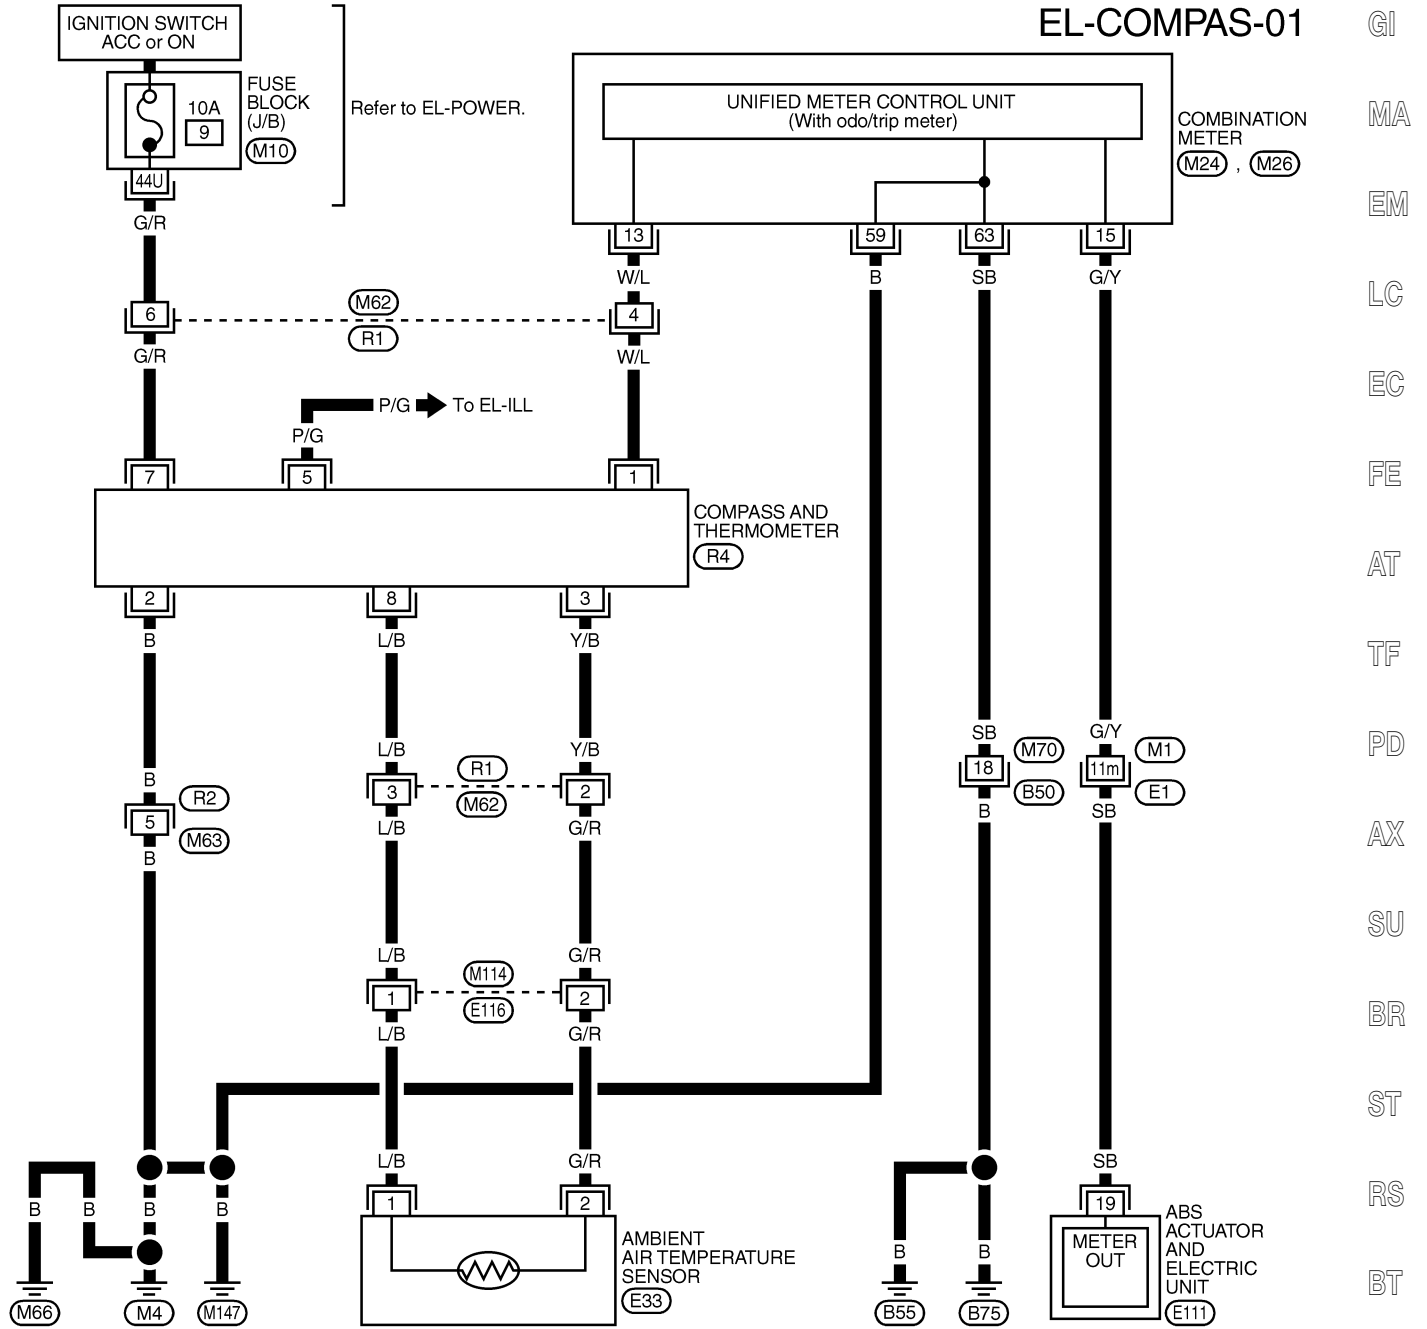 EL-COMPAS-01
IGNITION SWITCH
ACC or ON
FUSE
BLOCK
(J/B)
M10
10A
9
44U
Refer to EL-POWER.
G/R
UNIFIED METER CONTROL UNIT
(With odo/trip meter)
COMBINATION
METER
M24 , M26
13
59
63
15
W/L
B
SB
G/Y
6
M62
R1
4
G/R
W/L
P/G
To EL-ILL
P/G
7
5
1
COMPASS AND
THERMOMETER
R4
2
8
3
B
L/B
Y/B
B
L/B
Y/B
SB
G/Y
5
R2
M63
3
R1
M62
2
18
M70
B50
11m
M1
E1
B
L/B
G/R
B
SB
L/B
G/R
1
M114
E116
2
L/B
G/R
L/B
G/R
SB
1
2
19
B
B
B
B
B
B
AMBIENT
AIR TEMPERATURE
SENSOR
E33
METER
OUT
ABS
ACTUATOR
AND
ELECTRIC
UNIT
E111
M66
M4
M147
B55
B75
GI
MA
EM
LC
EC
FE
AT
TF
PD
AX
SU
BR
ST
RS
BT